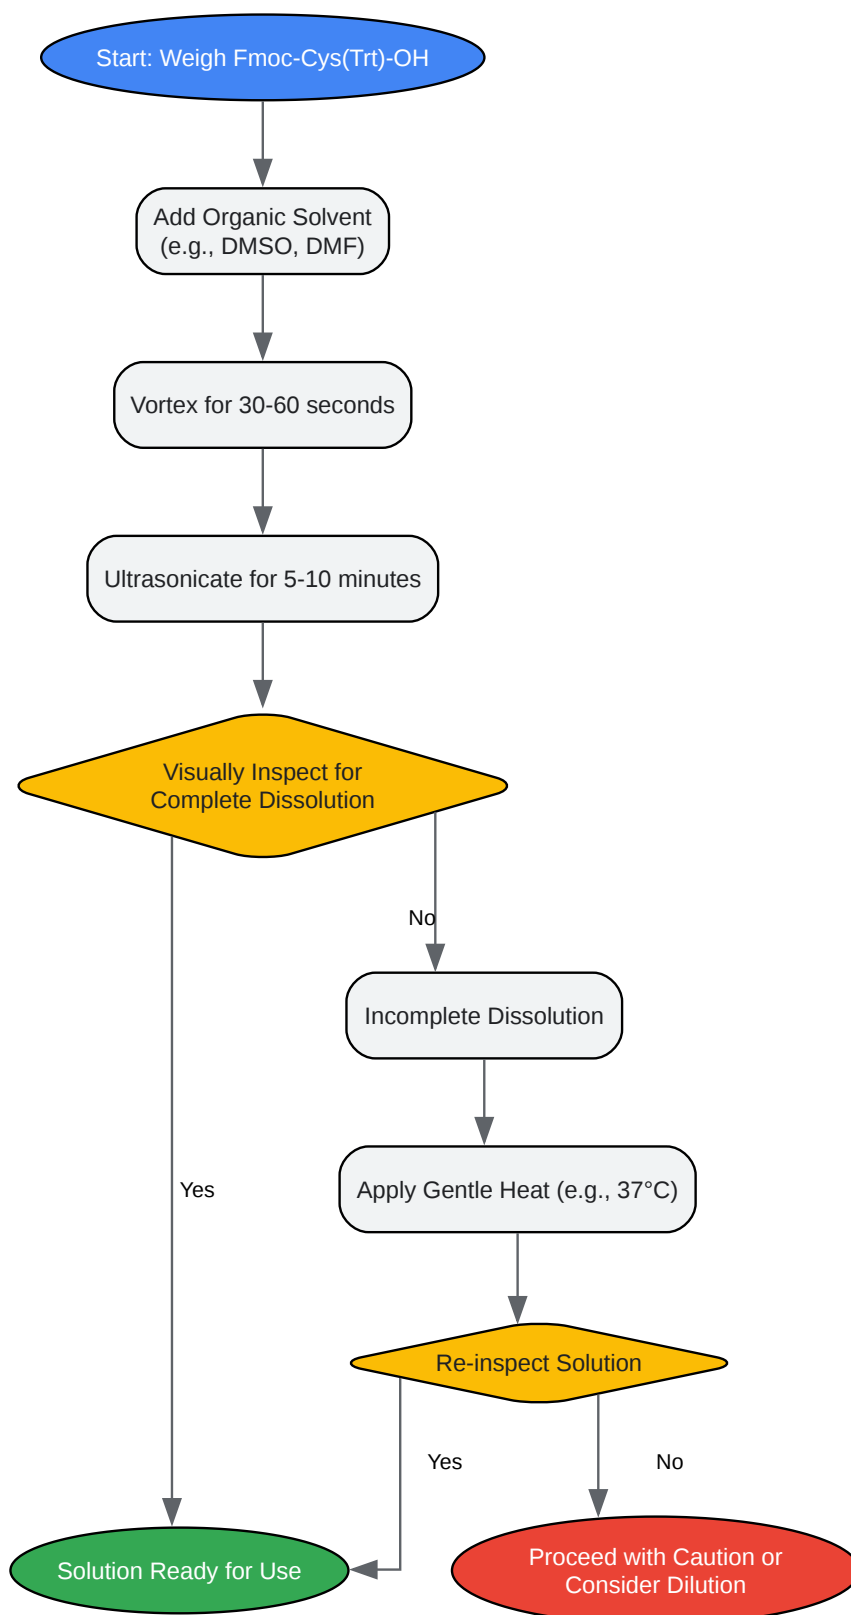 Start: Weigh Fmoc-Cys(Trt)-OH
Add Organic Solvent
(e.g., DMSO, DMF)
Vortex for 30-60 seconds
Ultrasonicate for 5-10 minutes
Visually Inspect for
Complete Dissolution
No
Incomplete Dissolution
Yes
Apply Gentle Heat (e.g., 37°C)
Re-inspect Solution
Yes
No
Solution Ready for Use
Proceed with Caution or
Consider Dilution